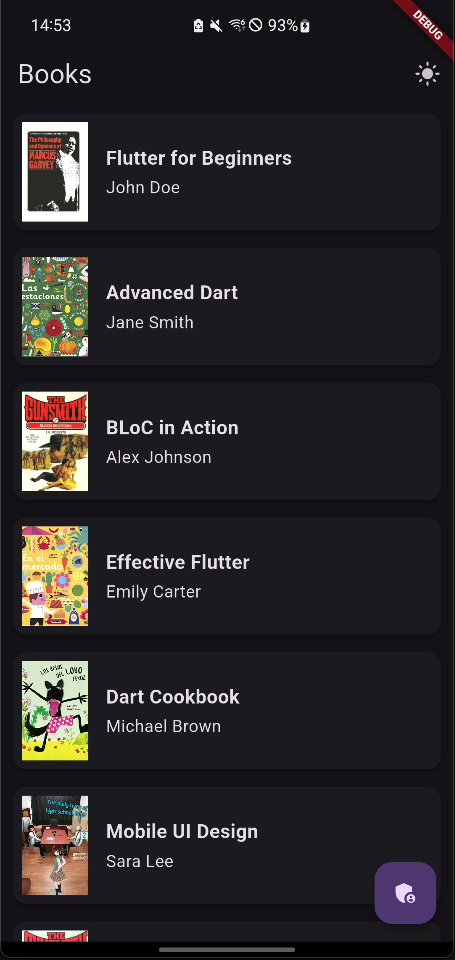 14:53
93%
DEBUG
Books
The Philosophy
and Opinions of
MARCUS
GARVEY
Flutter for Beginners
John Doe
Las
estaciones
Advanced Dart
Jane Smith
THE
GUNSMITH
BLoC in Action
Alex Johnson
En el
mercado
Effective Flutter
Emily Carter
Dart Cookbook
Michael Brown
Mobile UI Design
Sara Lee